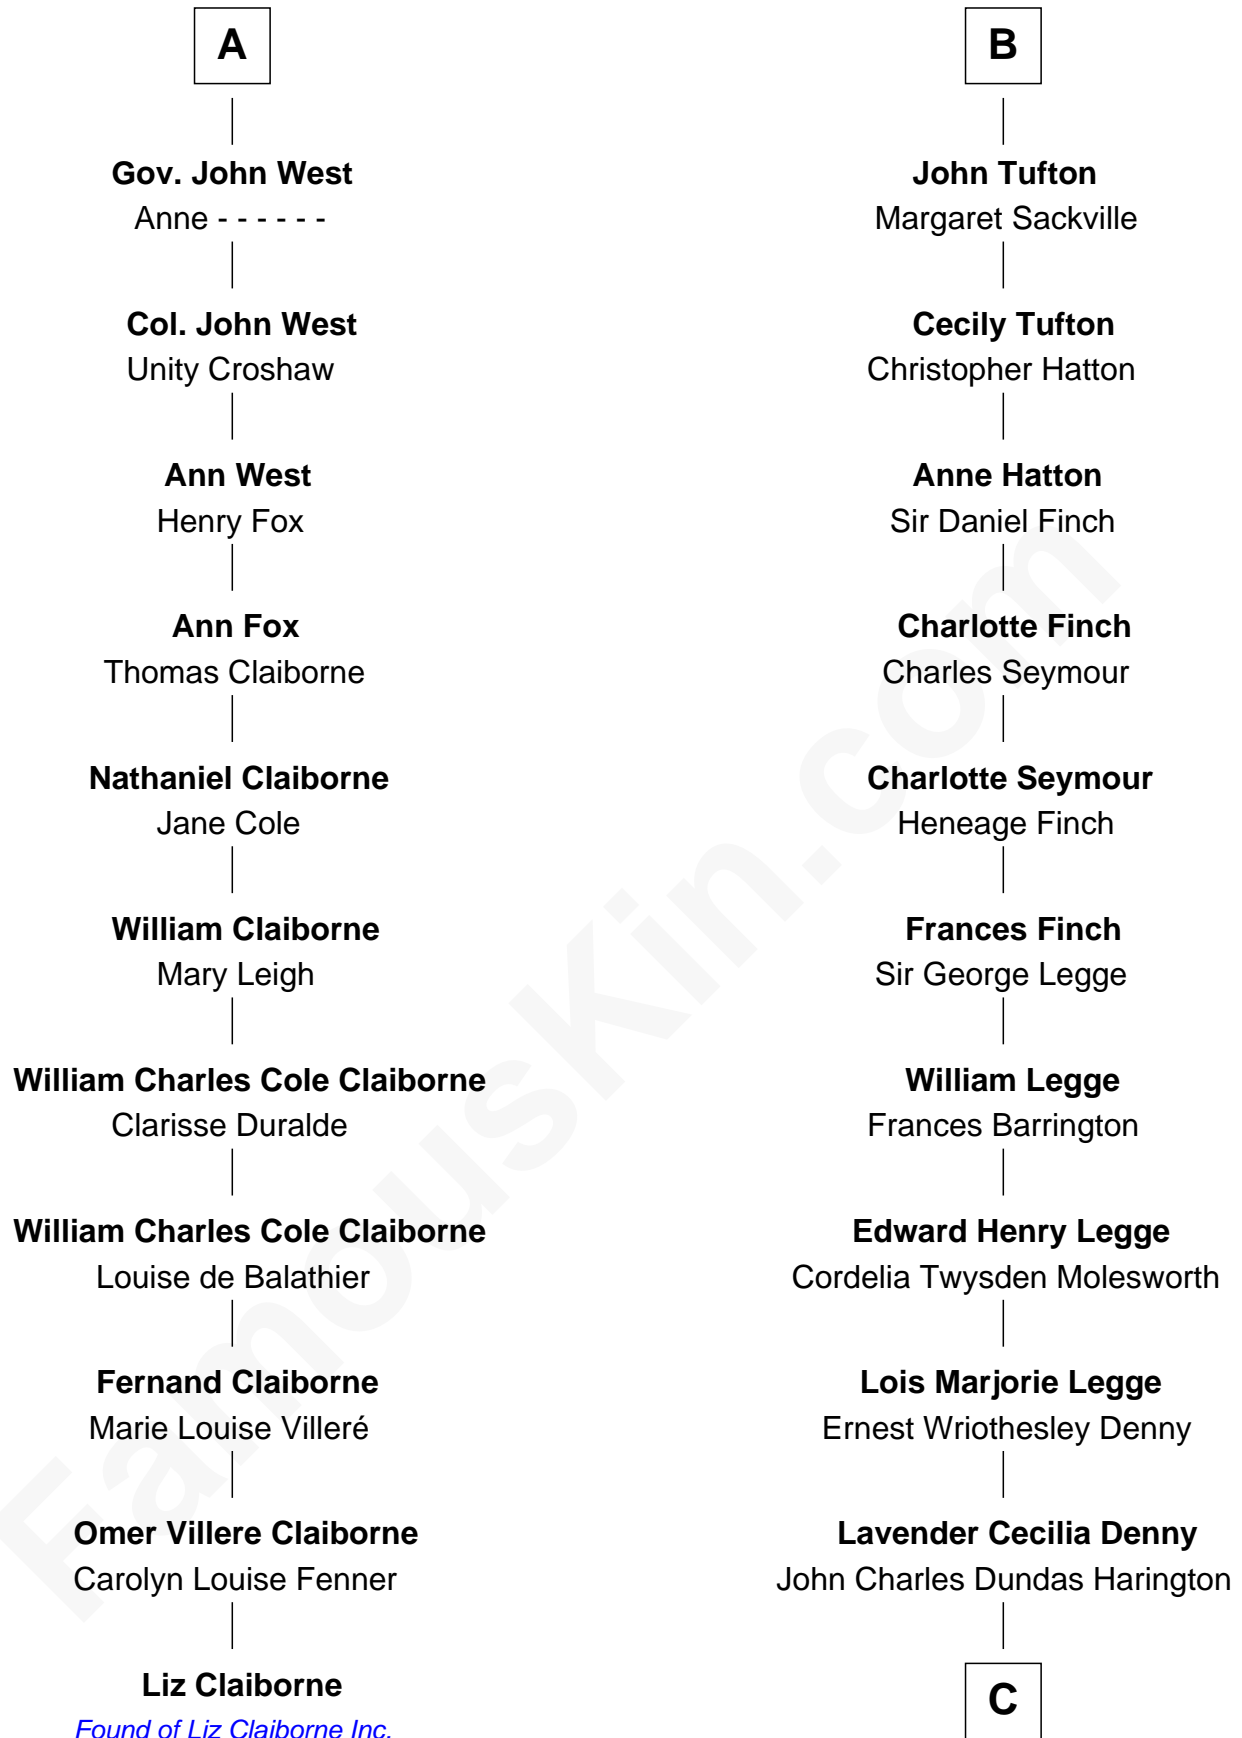 A
Gov. John West
Anne - - - - - -
Col. John West
Unity Croshaw
Ann West
Henry Fox
Ann Fox
Thomas Claiborne
Nathaniel Claiborne
Jane Cole
William Claiborne
Mary Leigh
William Charles Cole Claiborne
Clarisse Duralde
William Charles Cole Claiborne
Louise de Balathier
Fernand Claiborne
Marie Louise Villeré
Omer Villere Claiborne
Carolyn Louise Fenner
Liz Claiborne
Found of Liz Claiborne Inc.
B
John Tufton
Margaret Sackville
Cecily Tufton
Christopher Hatton
Anne Hatton
Sir Daniel Finch
Charlotte Finch
Charles Seymour
Charlotte Seymour
Heneage Finch
Frances Finch
Sir George Legge
William Legge
Frances Barrington
Edward Henry Legge
Cordelia Twysden Molesworth
Lois Marjorie Legge
Ernest Wriothesley Denny
Lavender Cecilia Denny
John Charles Dundas Harington
C
FamousKin.com